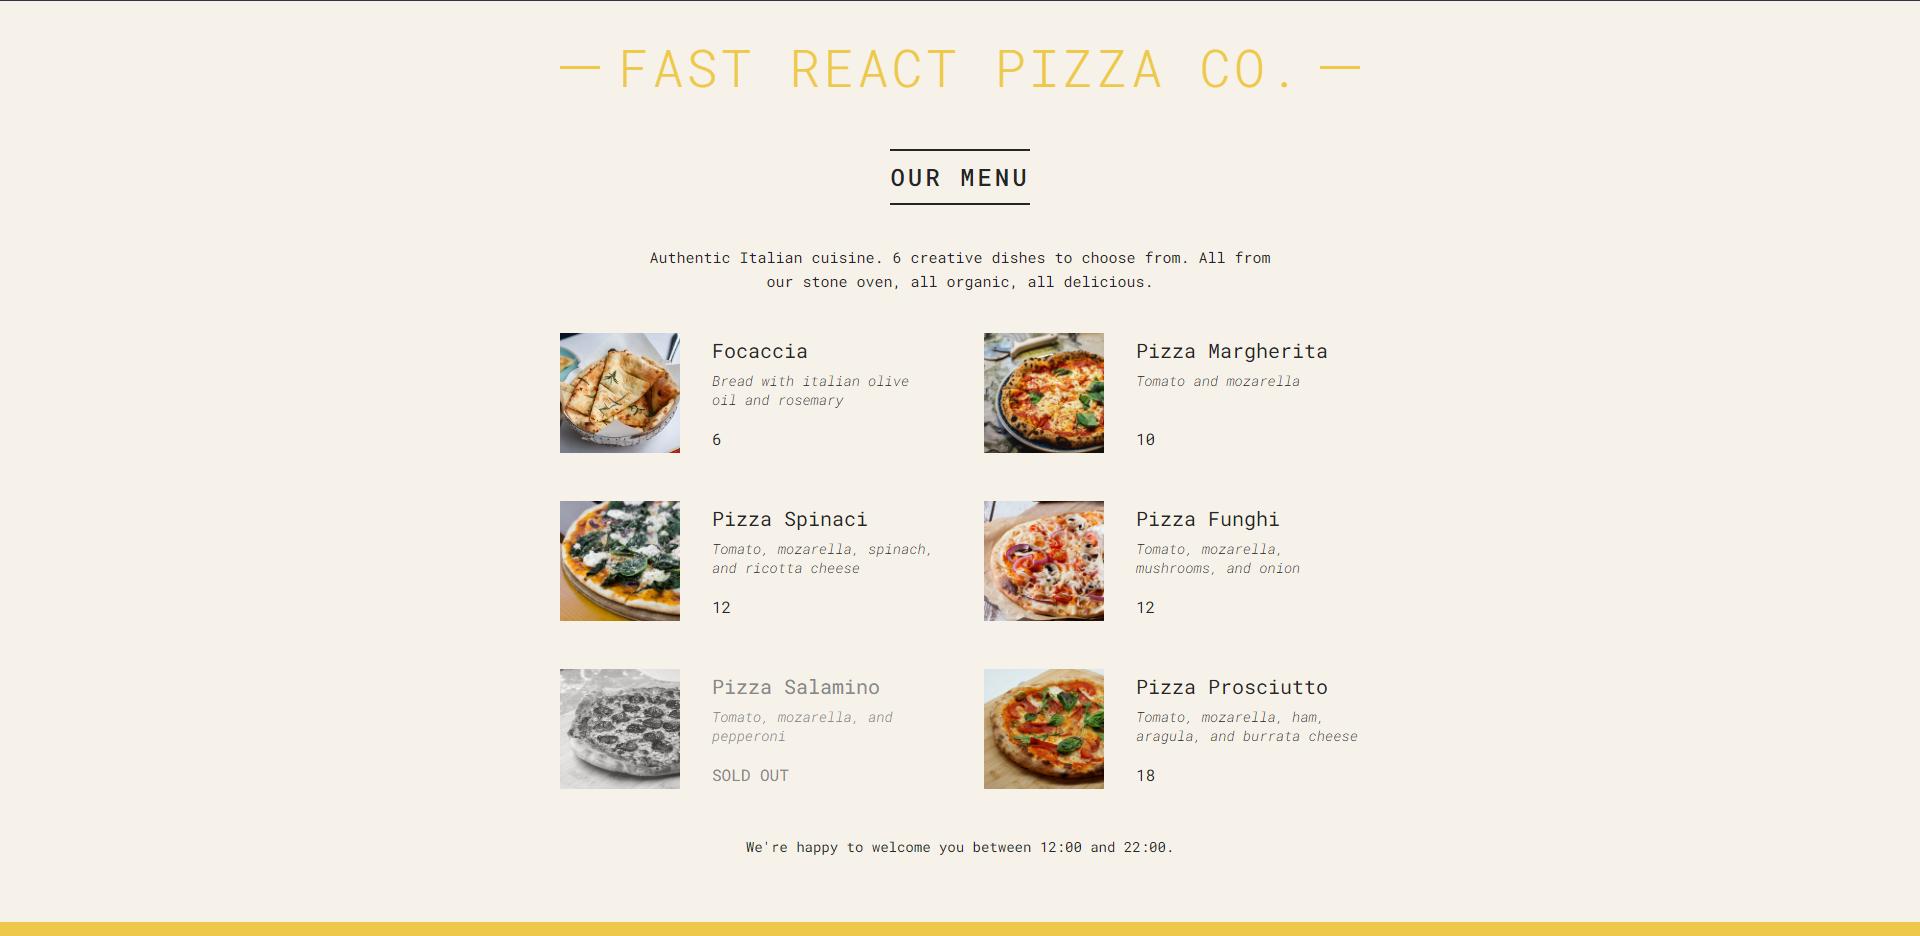 FAST REACT PIZZA CO.
OUR MENU
Authentic Italian cuisine. 6 creative dishes to choose from. All from
our stone oven, all organic, all delicious.
Focaccia
Bread with italian olive
oil and rosemary
6
Pizza Margherita
Tomato and mozarella
10
Pizza Spinaci
Tomato, mozarella, spinach,
and ricotta cheese
12
Pizza Funghi
Tomato, mozarella,
mushrooms, and onion
12
Pizza Salamino
Tomato, mozarella, and
pepperoni
SOLD OUT
Pizza Prosciutto
Tomato, mozarella, ham,
aragula, and burrata cheese
18
We're happy to welcome you between 12:00 and 22:00.